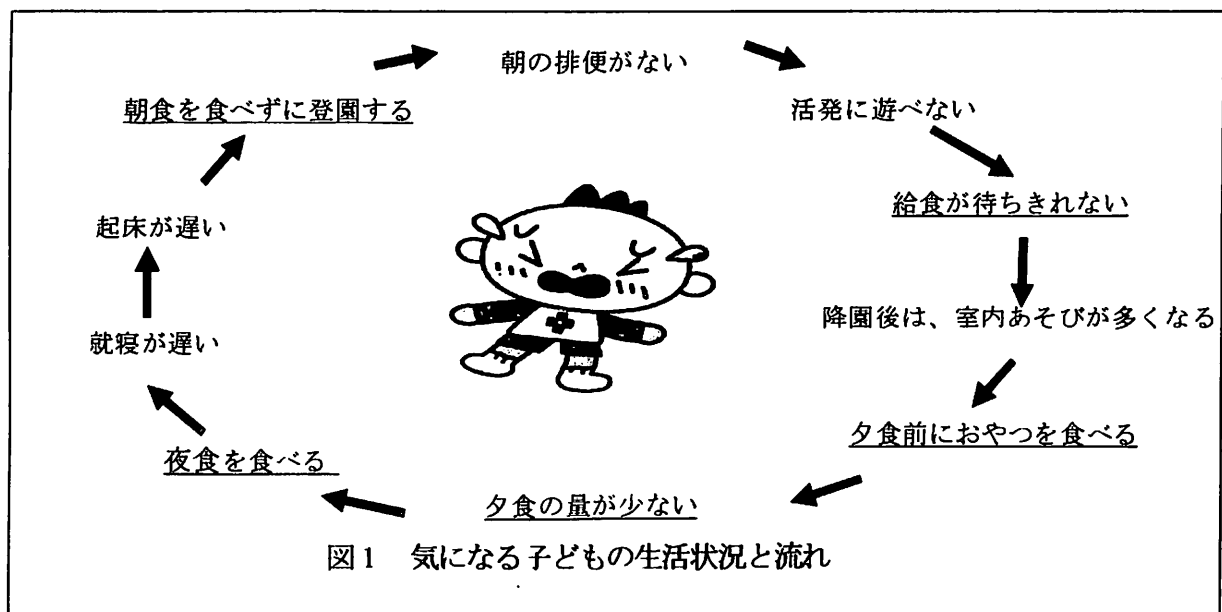 朝の排便がない
活発に遊べない
給食が待ちきれない
降園後は、室内あそびが多くなる
夕食前におやつを食べる
夕食の量が少ない
夜食を食べる
就寝が遅い
起床が遅い
朝食を食べずに登園する
図1 気になる子どもの生活状況と流れ